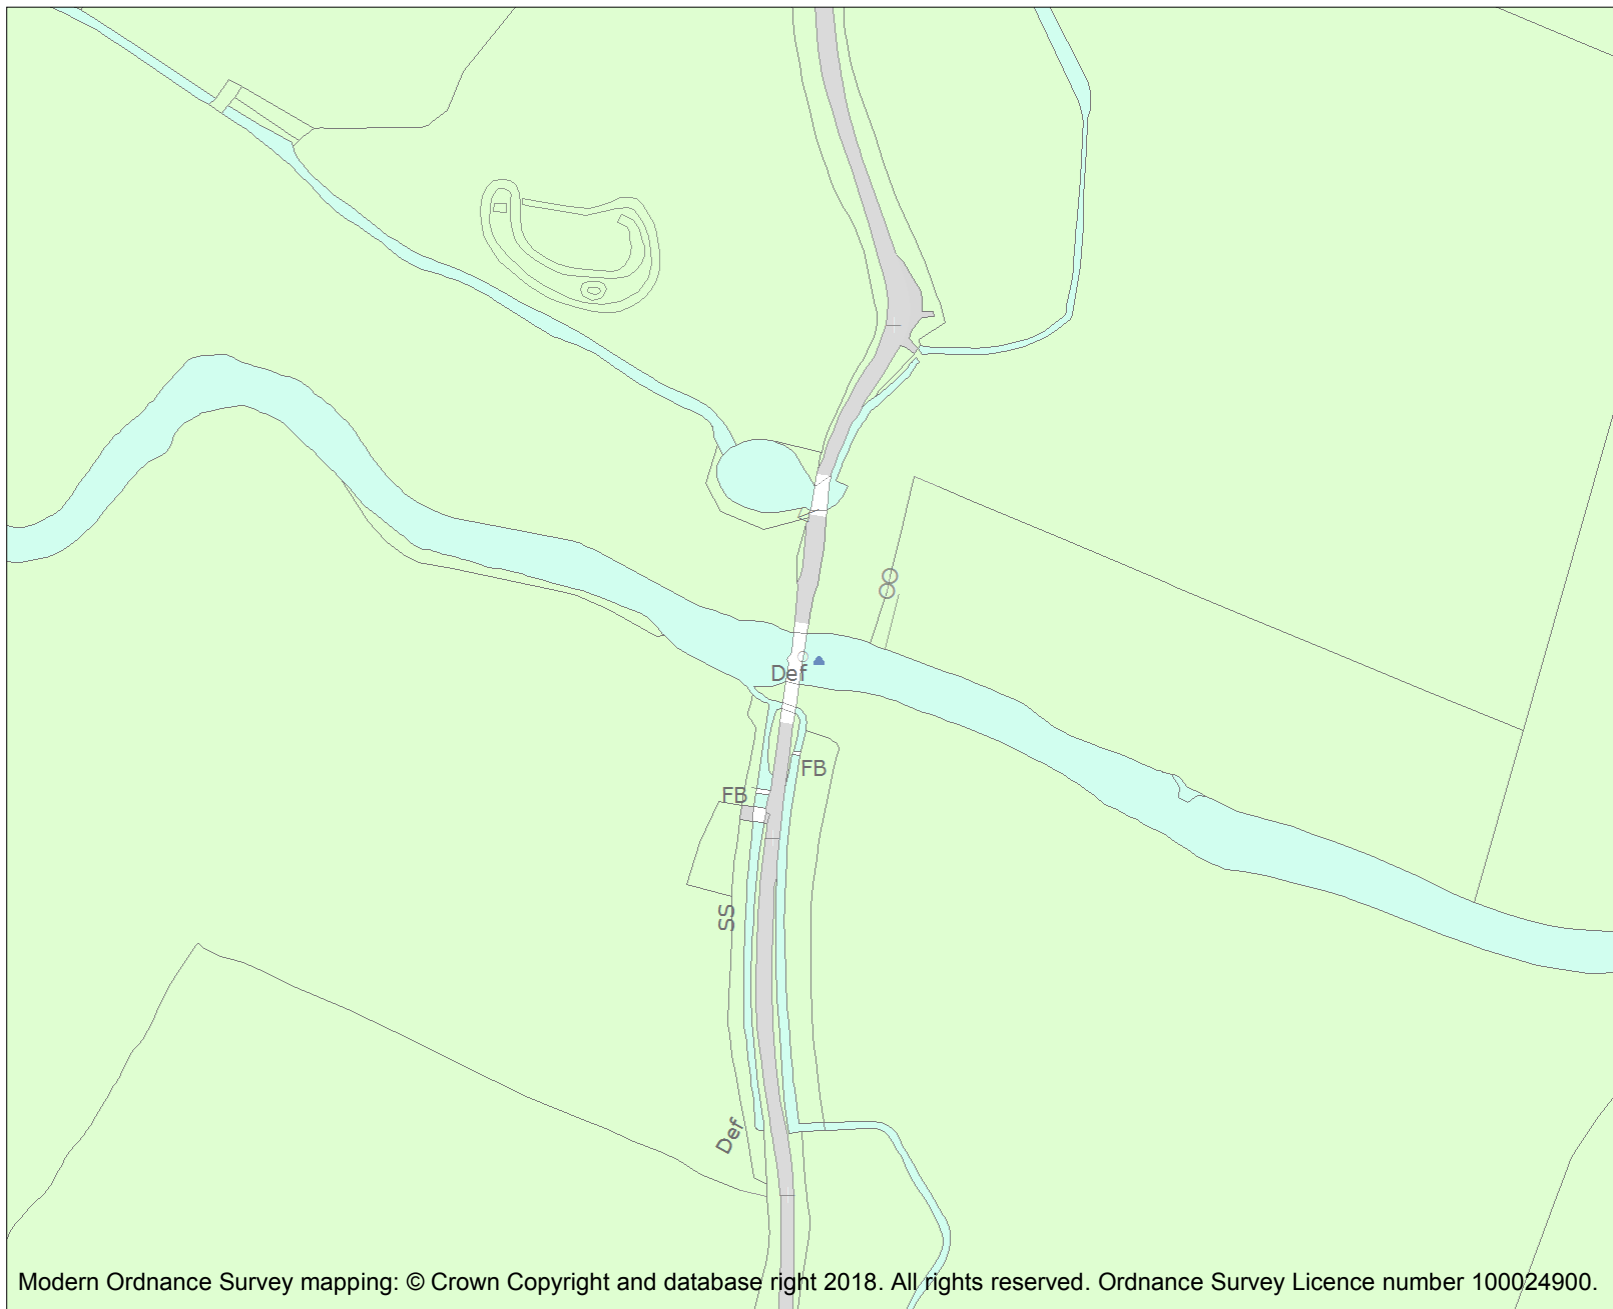 Def
FB
FB
SS
Def
Modern Ordnance Survey mapping: © Crown Copyright and database right 2018. All rights reserved. Ordnance Survey Licence number 100024900.